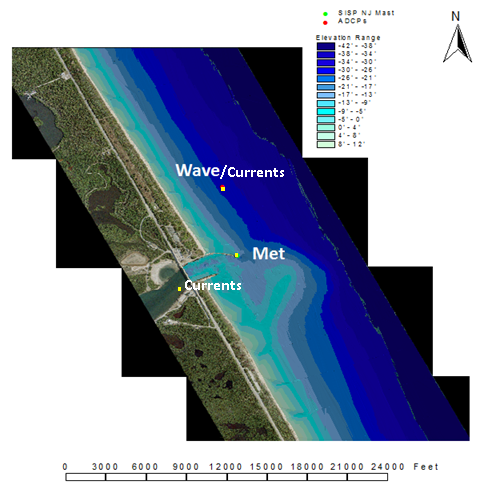 SISP NJ Mast
ADCPs
N
Elevation Range
-42' - -38'
-38' - -34'
-34' - -30'
-30' - -26'
-26' - -21'
-21' - -17'
-17' - -13'
-13' - -9'
-9' - -5'
-5' - 0'
0' - 4'
4' - 8'
8' - 12'
Wave/Currents
Met
Currents
0 3000 6000 9000 12000 15000 18000 21000 24000 Feet